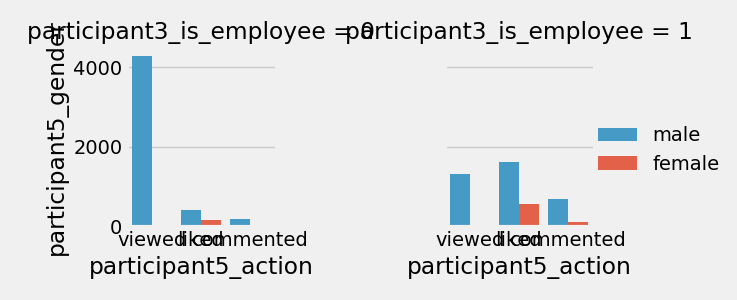 participant3_is_employee = 0
participant3_is_employee = 1
participant5_gender
4000
2000
0
viewed
liked
commented
viewed
liked
commented
participant5_action
participant5_action
male
female